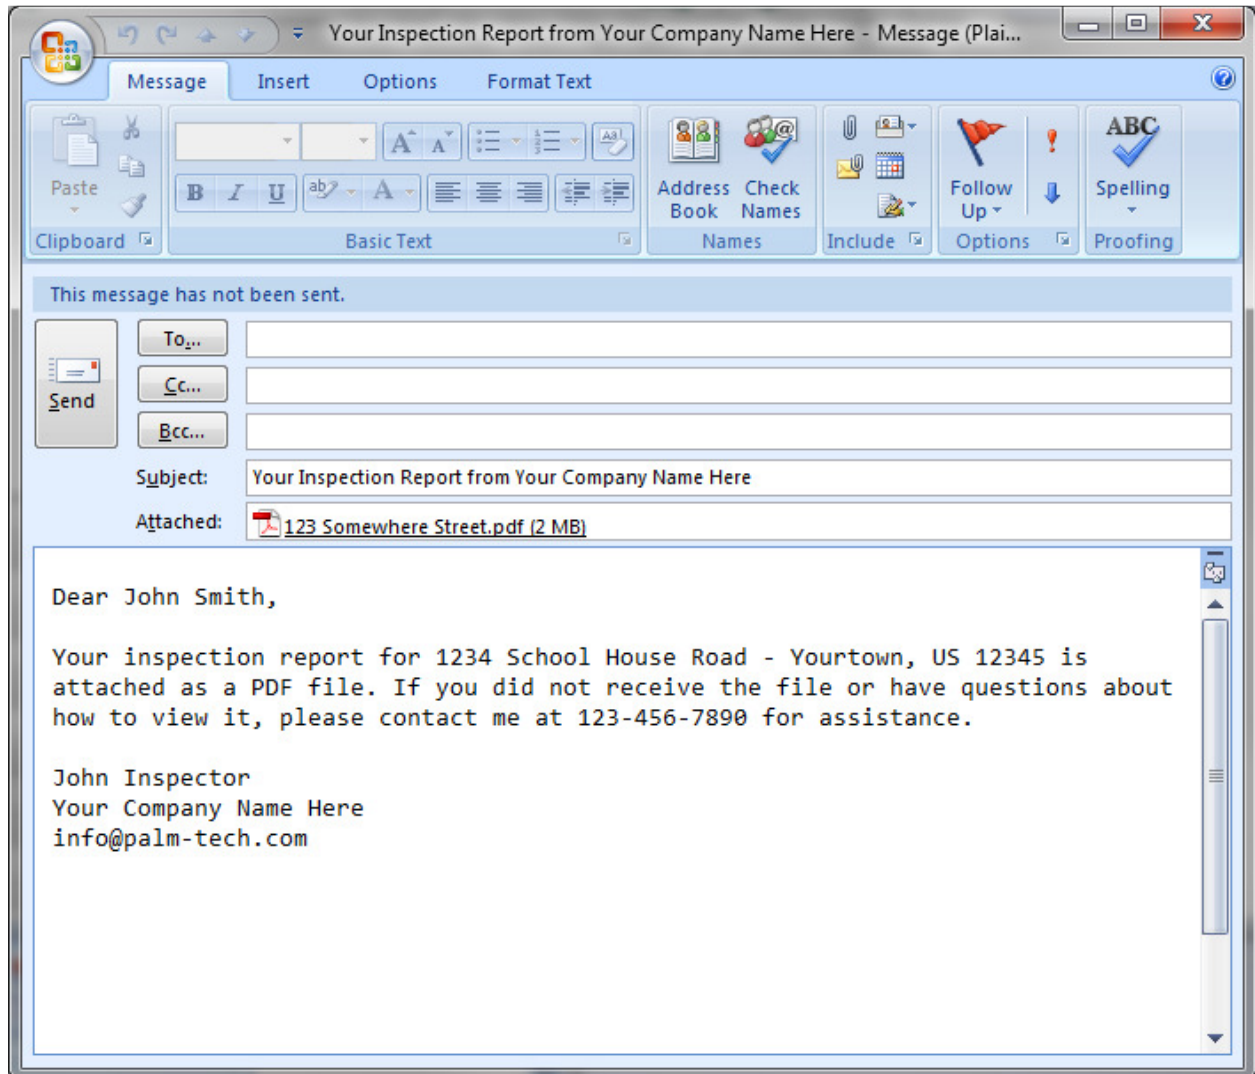 Your Inspection Report from Your Company Name Here - Message (Plai...
Message Insert Options Format Text
Paste
Clipboard
B I U ab A
Basic Text
Address Book
Check Names
Names
Include
Follow Up
Options
ABC
Spelling
Proofing
This message has not been sent.
Send
To...
Cc...
Bcc...
Subject: Your Inspection Report from Your Company Name Here
Attached: 123 Somewhere Street.pdf (2 MB)
Dear John Smith,
Your inspection report for 1234 School House Road - Yourtown, US 12345 is
attached as a PDF file. If you did not receive the file or have questions about
how to view it, please contact me at 123-456-7890 for assistance.
John Inspector
Your Company Name Here
info@palm-tech.com